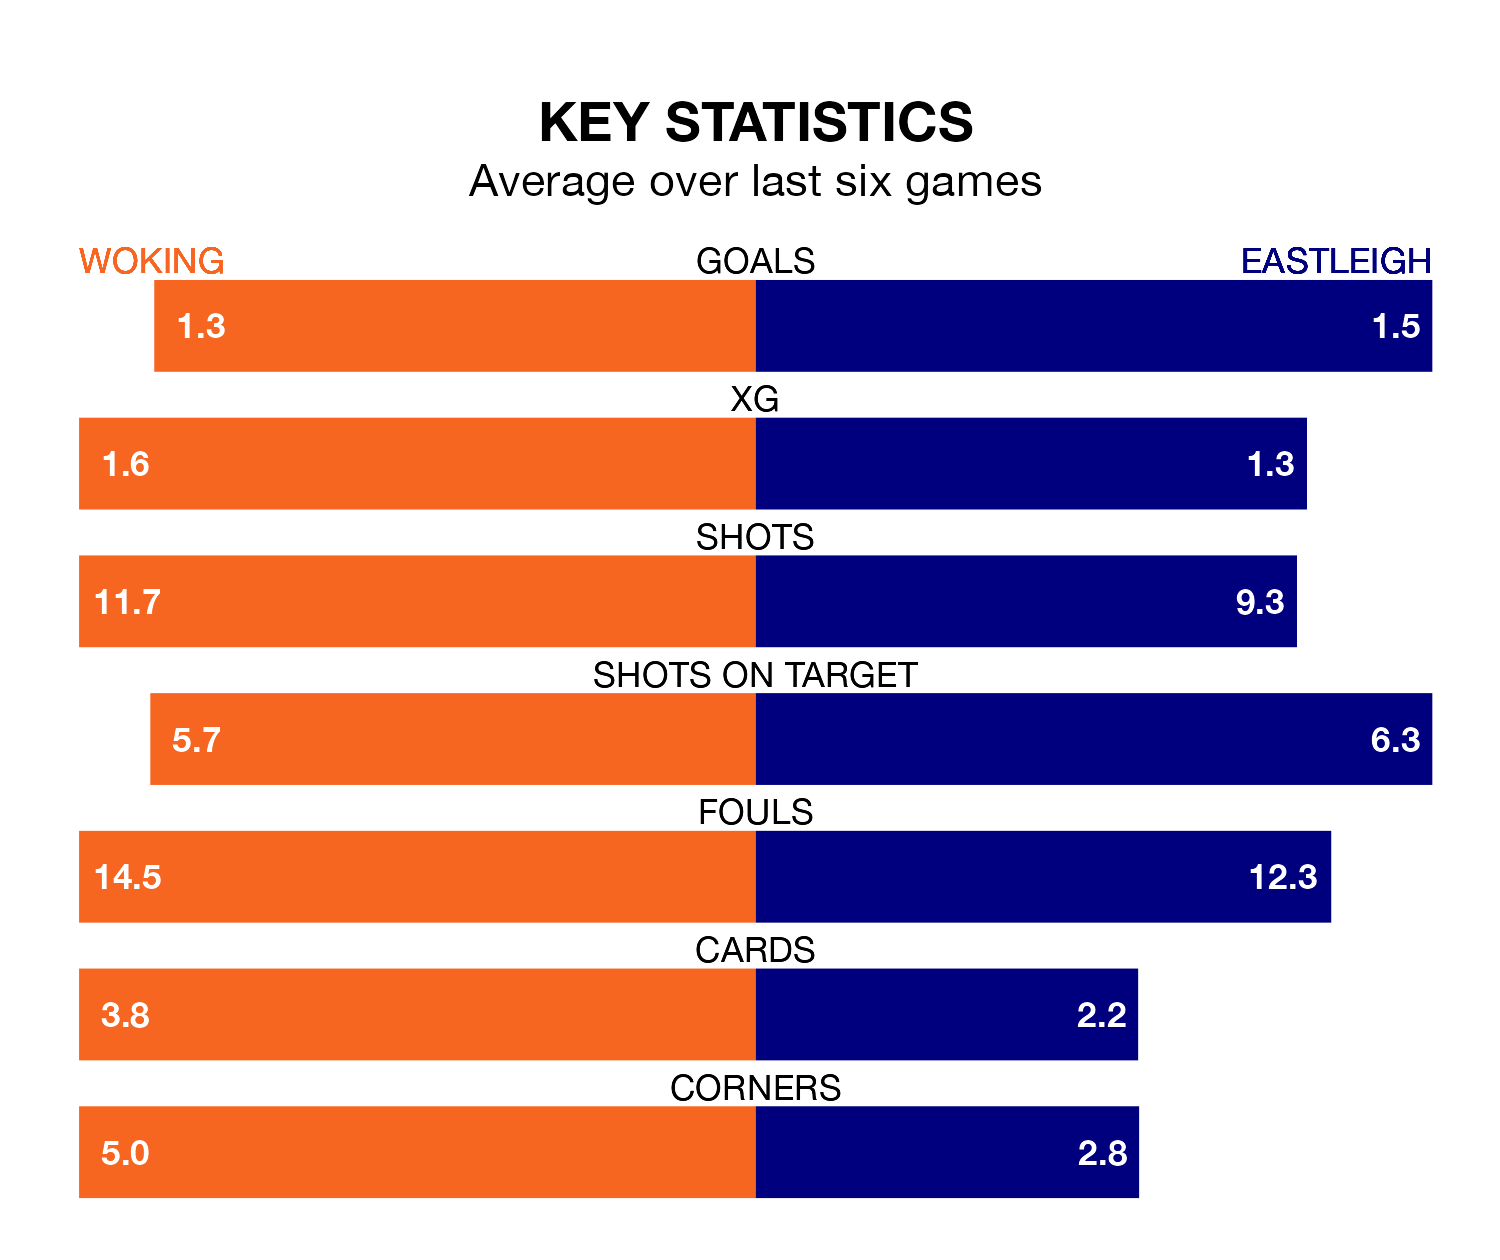 KEY STATISTICS
Average over last six games
WOKING GOALS EASTLEIGH
1.3 1.5
XG
1.6 1.3
SHOTS
11.7 9.3
SHOTS ON TARGET
5.7 6.3
FOULS
14.5 12.3
CARDS
3.8 2.2
CORNERS
5.0 2.8